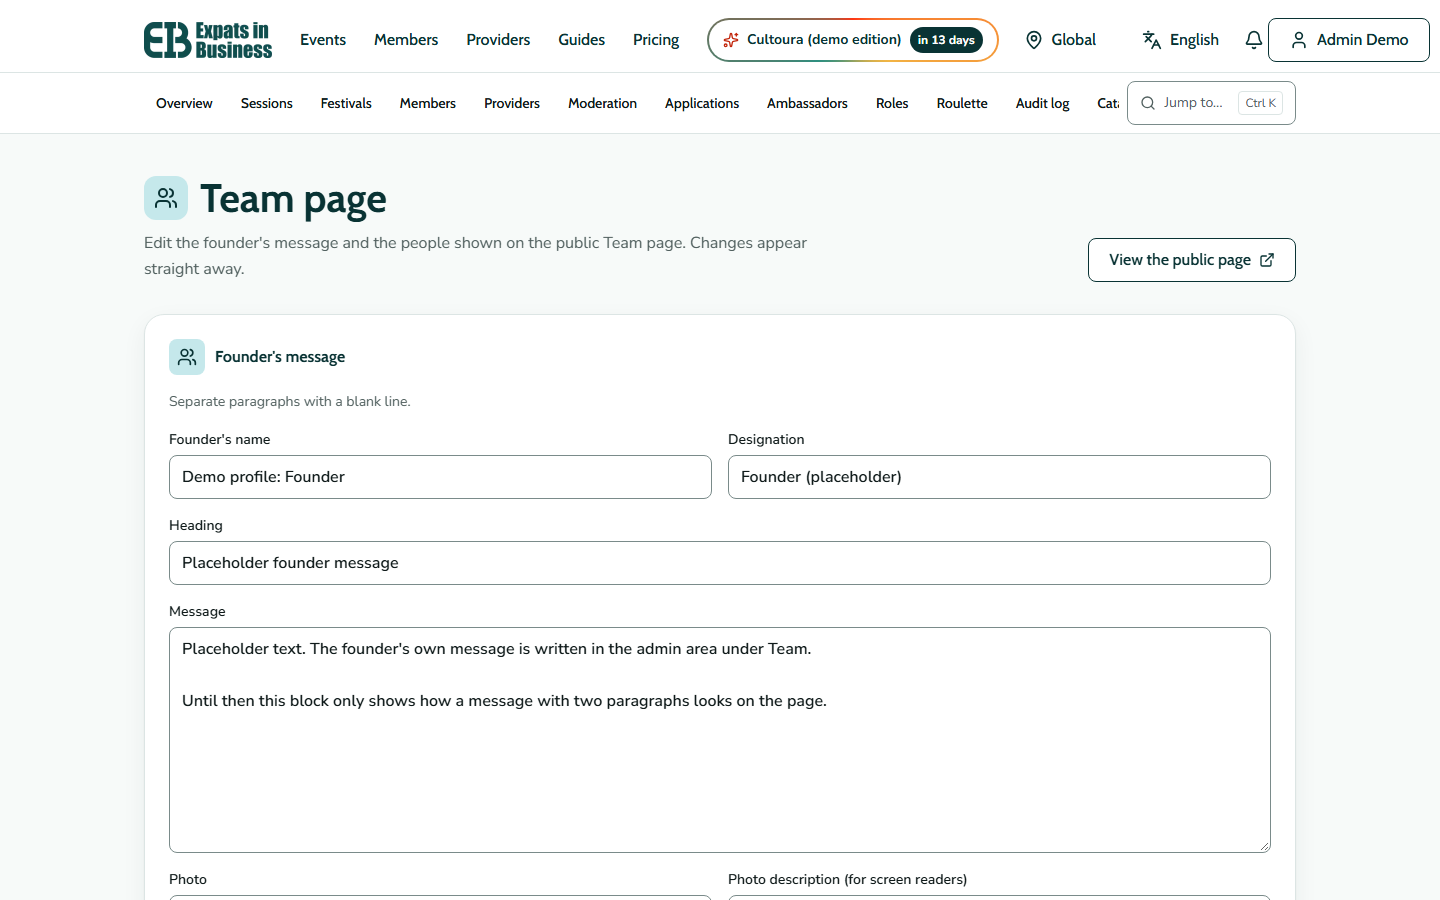 EIB Expats in Business
Events
Members
Providers
Guides
Pricing
Cultoura (demo edition) in 13 days
Global
English
Admin Demo
Overview
Sessions
Festivals
Members
Providers
Moderation
Applications
Ambassadors
Roles
Roulette
Audit log
Jump to...
Ctrl K
Team page
Edit the founder's message and the people shown on the public Team page. Changes appear
straight away.
View the public page
Founder's message
Separate paragraphs with a blank line.
Founder's name
Designation
Demo profile: Founder
Founder (placeholder)
Heading
Placeholder founder message
Message
Placeholder text. The founder's own message is written in the admin area under Team.
Until then this block only shows how a message with two paragraphs looks on the page.
Photo
Photo description (for screen readers)